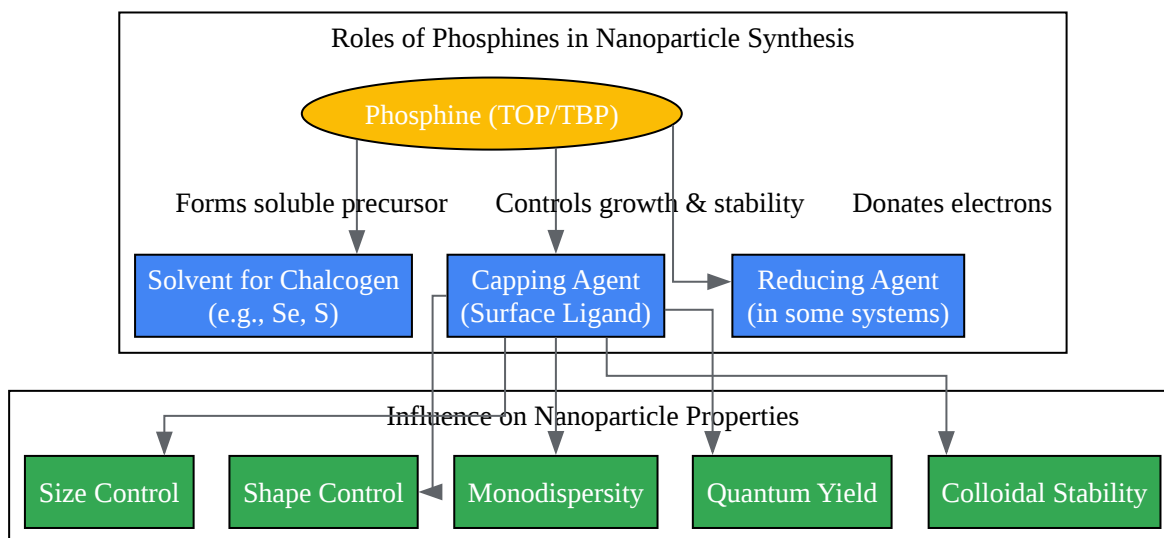 Roles of Phosphines in Nanoparticle Synthesis
Phosphine (TOP/TBP)
Forms soluble precursor
Controls growth & stability
Donates electrons
Solvent for Chalcogen
(e.g., Se, S)
Capping Agent
(Surface Ligand)
Reducing Agent
(in some systems)
Influence on Nanoparticle Properties
Size Control
Shape Control
Monodispersity
Quantum Yield
Colloidal Stability